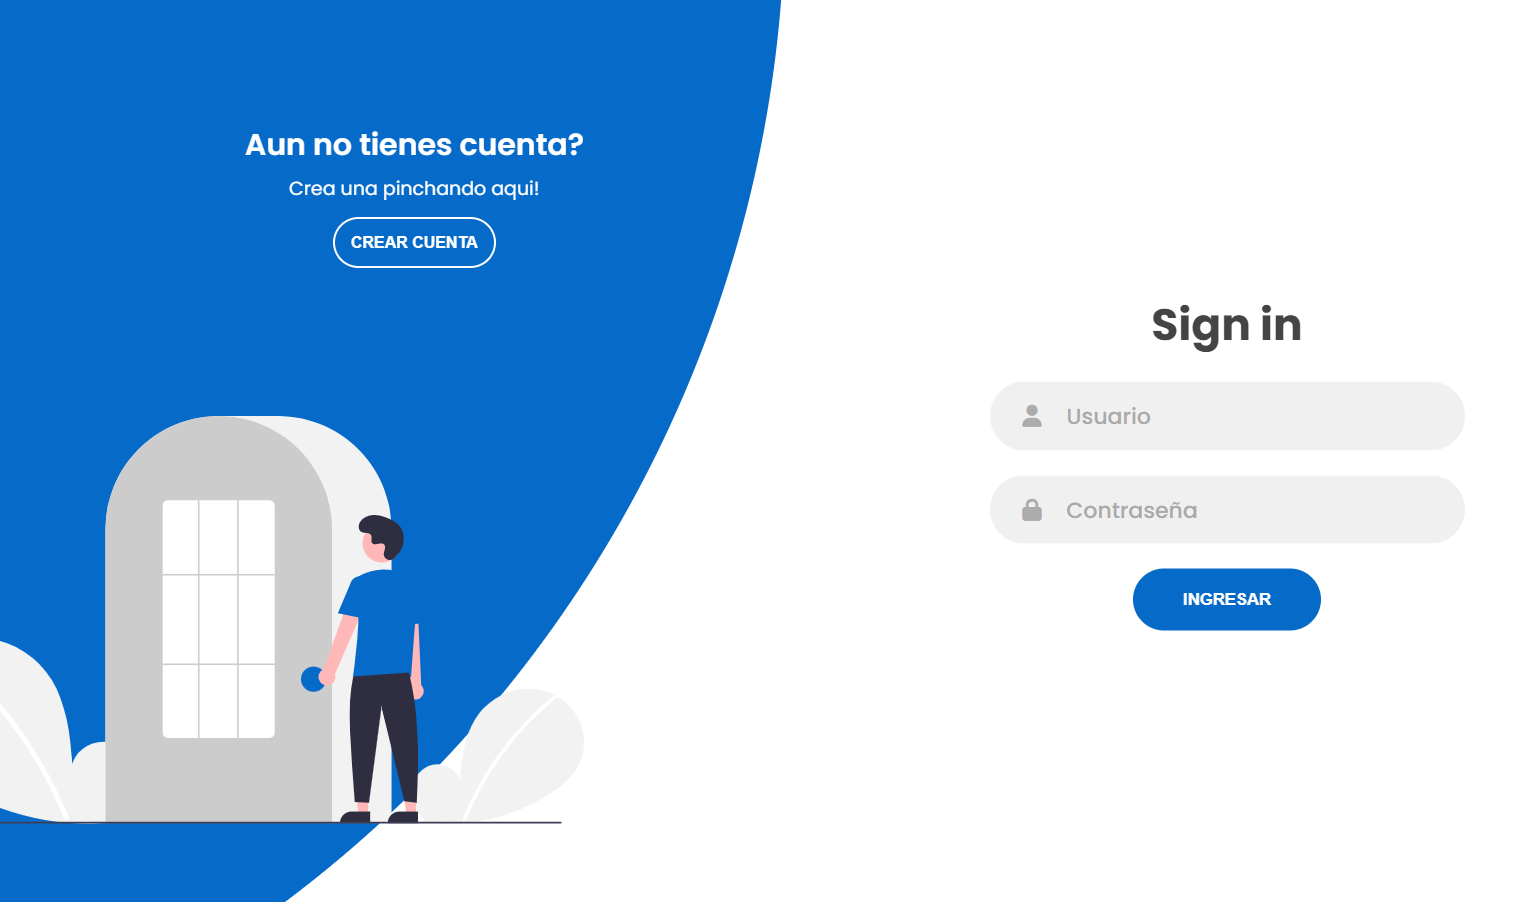 Aun no tienes cuenta?
Crea una pinchando aqui!
CREAR CUENTA
Sign in
Usuario
Contraseña
INGRESAR